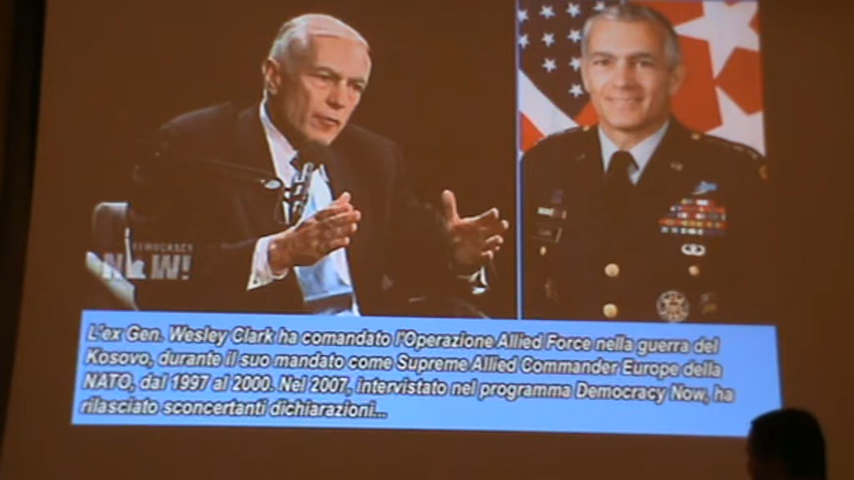 DEMOCRACY
NOW!
L'ex Gen. Wesley Clark ha comandato l'Operazione Allied Force nella guerra del
Kosovo, durante il suo mandato come Supreme Allied Commander Europe della
NATO, dal 1997 al 2000. Nel 2007, intervistato nel programma Democracy Now, ha
rilasciato sconcertanti dichiarazioni...